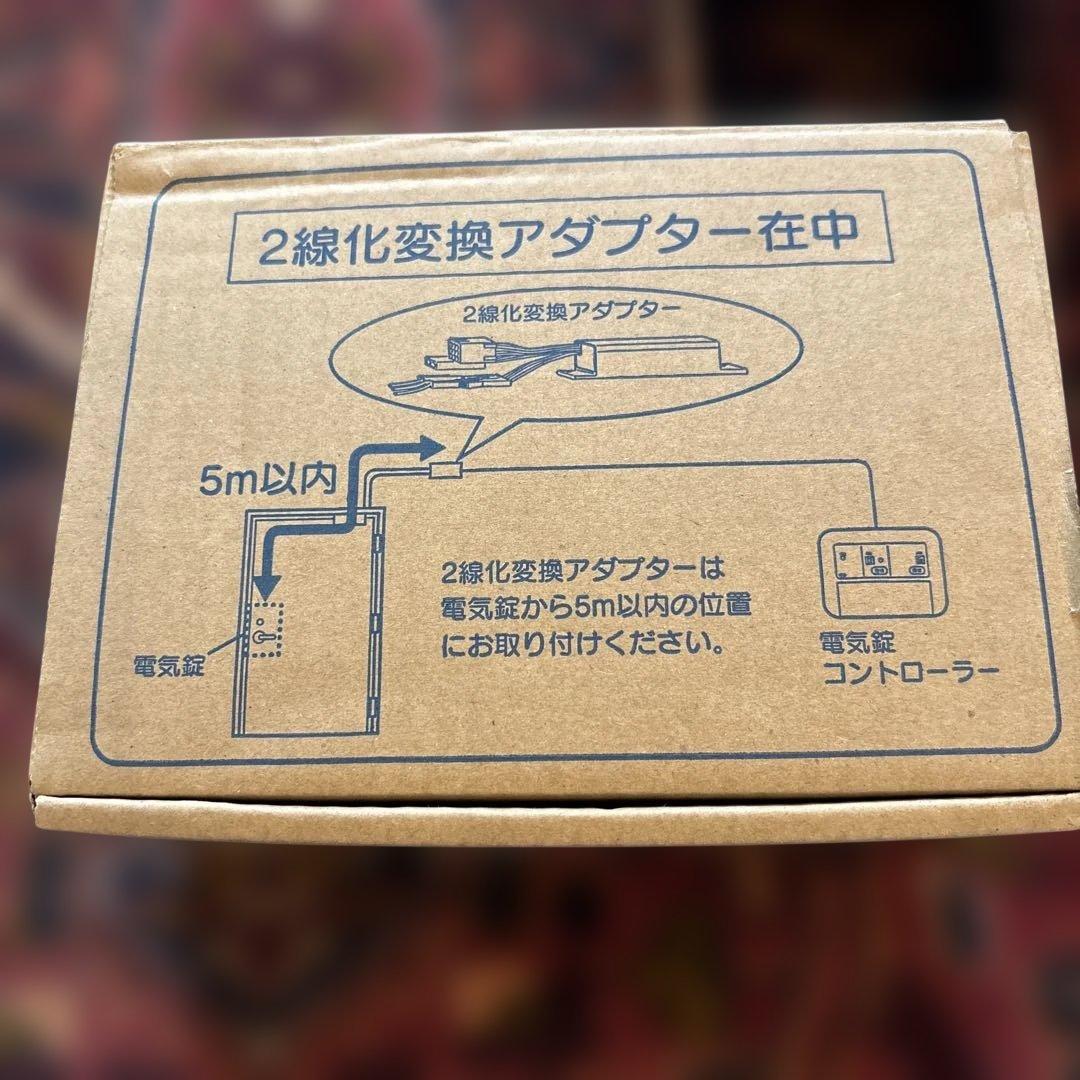 2線化変換アダプター在中
2線化変換アダプター
5m以内
2線化変換アダプターは
電気錠から5m以内の位置
にお取り付けください。
電気錠
電気錠
コントローラー